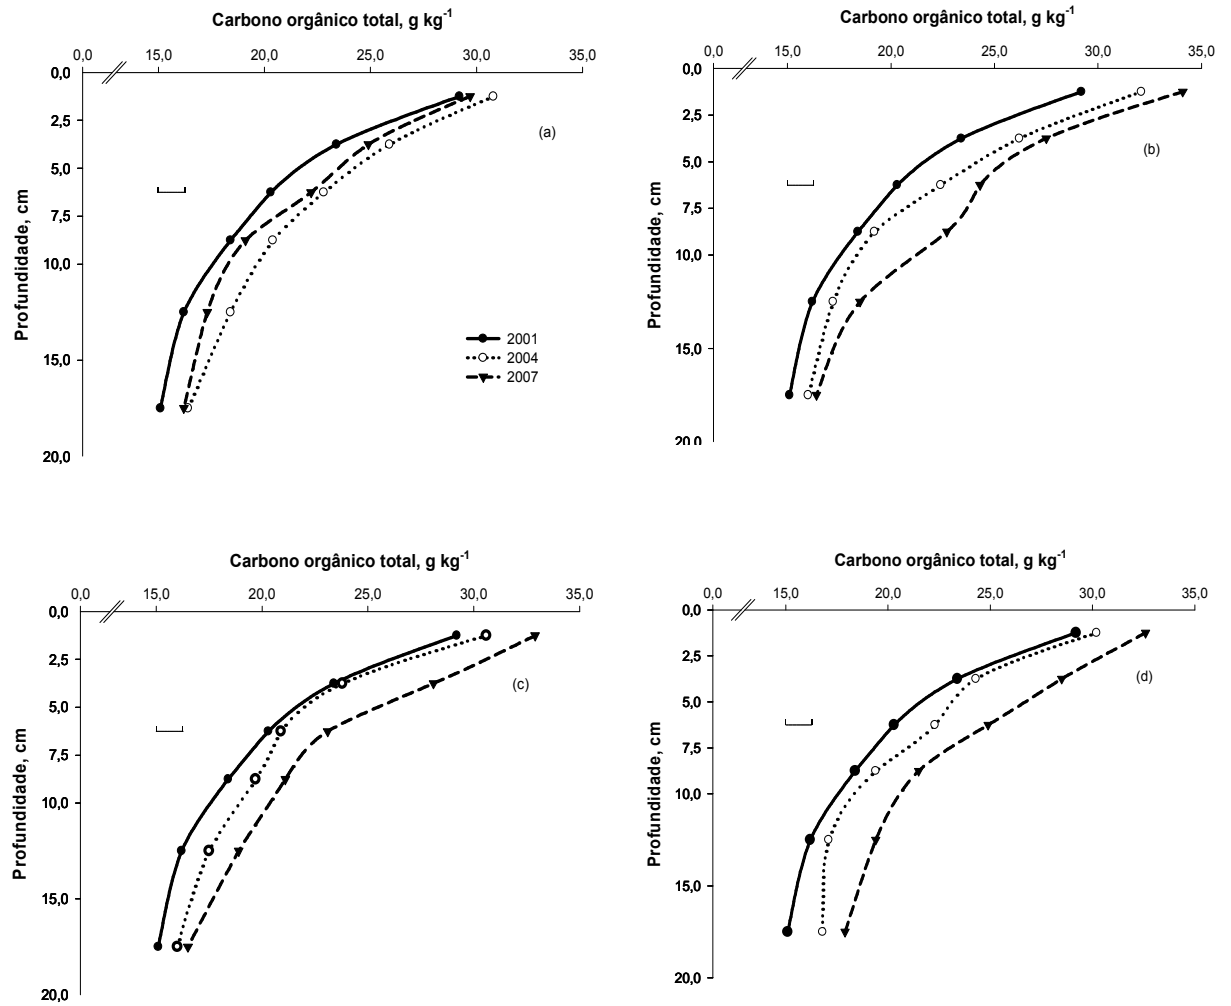 Carbono orgânico total, g kg-1
0,0 15,0 20,0 25,0 30,0 35,0
0,0
2,5
5,0
7,5
10,0
15,0
20,0
Profundidade, cm
(a)
2001
2004
2007
Carbono orgânico total, g kg-1
0,0 15,0 20,0 25,0 30,0 35,0
0,0
2,5
5,0
7,5
10,0
15,0
20,0
Profundidade, cm
(b)
Carbono orgânico total, g kg-1
0,0 15,0 20,0 25,0 30,0 35,0
0,0
2,5
5,0
7,5
10,0
15,0
20,0
Profundidade, cm
(c)
Carbono orgânico total, g kg-1
0,0 15,0 20,0 25,0 30,0 35,0
0,0
2,5
5,0
7,5
10,0
15,0
20,0
Profundidade, cm
(d)